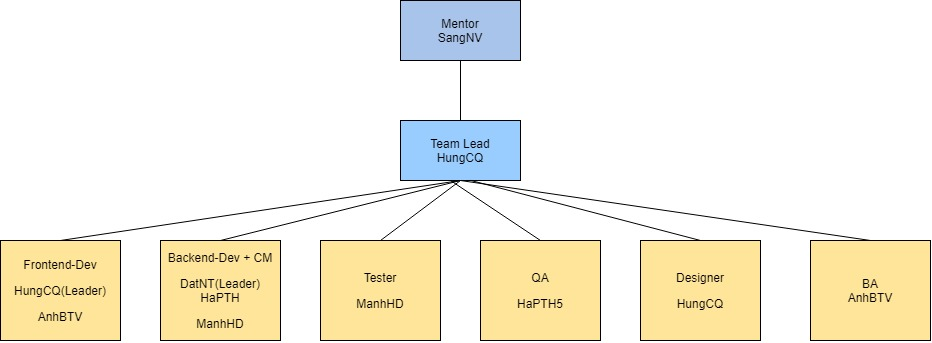 Mentor
SangNV
Team Lead
HungCQ
Frontend-Dev
HungCQ(Leader)
AnhBTV
Backend-Dev + CM
DatNT(Leader)
HaPTH
ManhHD
Tester
ManhHD
QA
HaPTH5
Designer
HungCQ
BA
AnhBTV